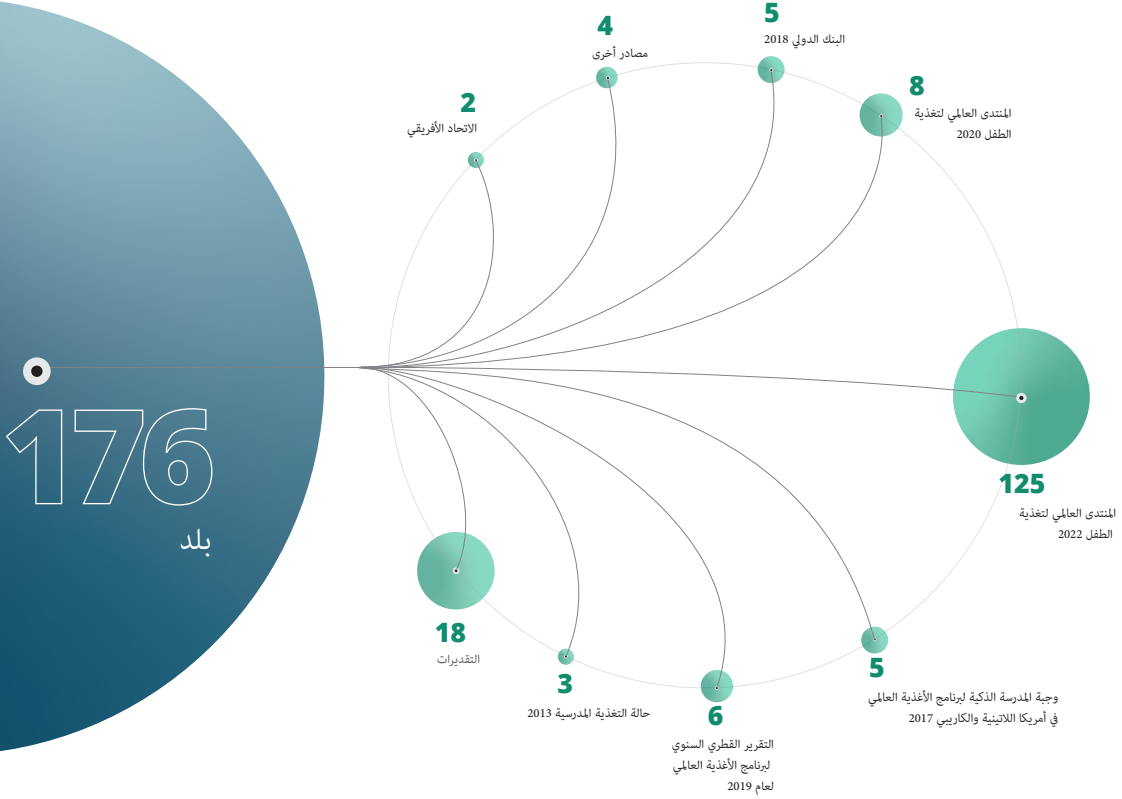 5
البنك الدولي 2018
4
مصادر أخرى
8
المنتدى العالمي لتغذية
الطفل 2020
2
الاتحاد الأفريقي
125
المنتدى العالمي لتغذية
الطفل 2022
176
بلد
18
التقديرات
5
وجبة المدرسة الذكية لبرنامج الأغذية العالمي
في أمريكا اللاتينية والكاريبي 2017
3
حالة التغذية المدرسية 2013
6
التقرير القطري السنوي
لبرنامج الأغذية العالمي
لعام 2019